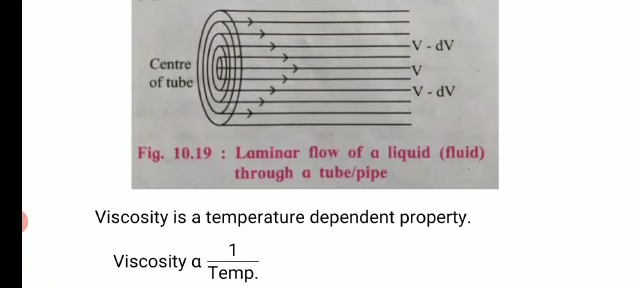 Centre
of tube
V - dV
V
V - dV
Fig. 10.19 : Laminar flow of a liquid (fluid)
through a tube/pipe
Viscosity is a temperature dependent property.
Viscosity α 1/Temp.